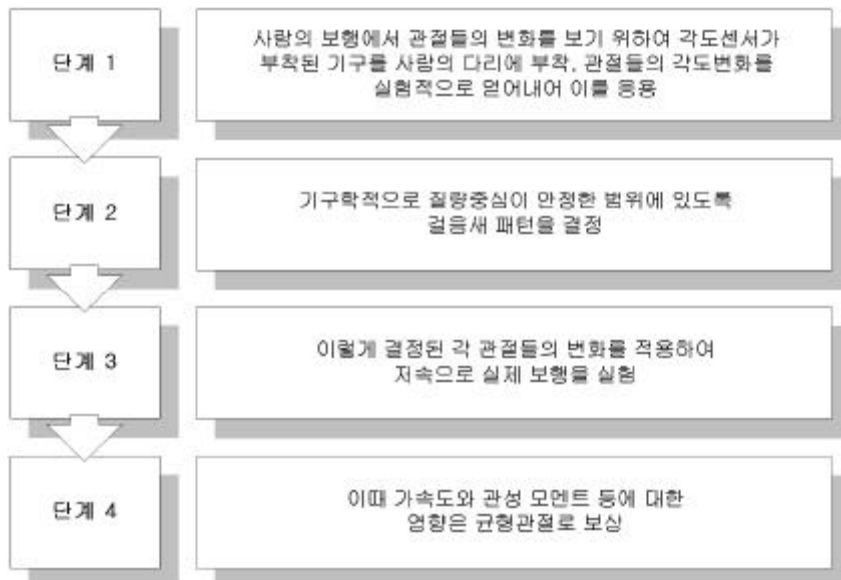 단계 1
사람의 보행에서 관절들의 변화를 보기 위하여 각도센서가
부착된 기구를 사람의 다리에 부착, 관절들의 각도변화를
실험적으로 얻어내어 이를 응용
단계 2
기구학적으로 질량중심이 안정한 범위에 있도록
걸음새 패턴을 결정
단계 3
이렇게 결정된 각 관절들의 변화를 적용하여
저속으로 실제 보행을 실험
단계 4
이때 가속도와 관성 모멘트 등에 대한
영향은 균형관절로 보상